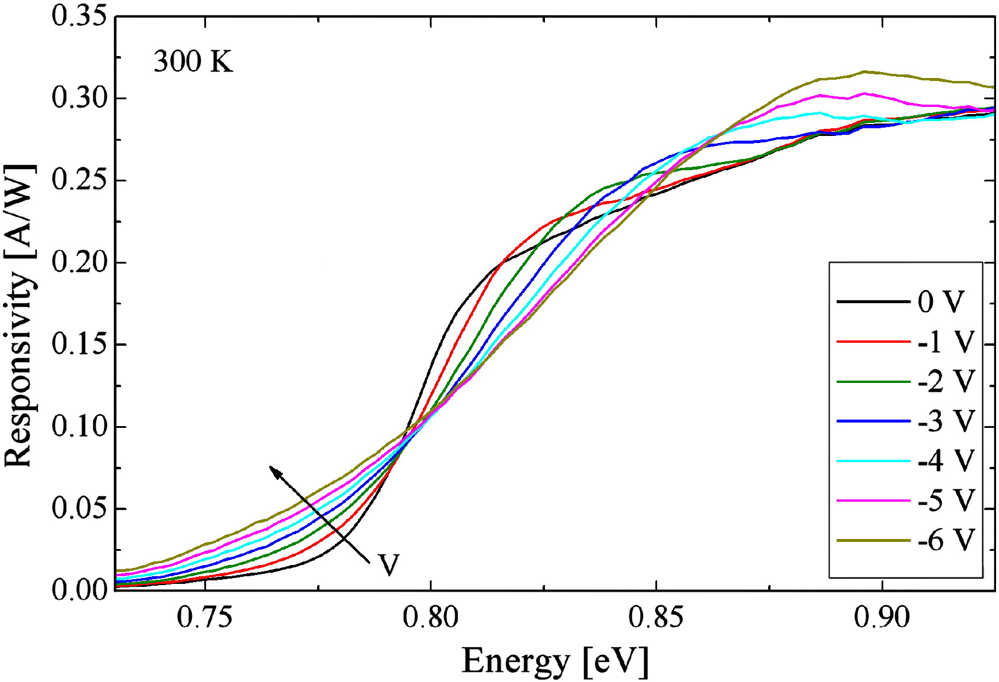 0.35
0.30
0.25
0.20
0.15
0.10
0.05
0.00
Responsivity [A/W]
300 K
V
0 V
-1 V
-2 V
-3 V
-4 V
-5 V
-6 V
0.75 0.80 0.85 0.90
Energy [eV]